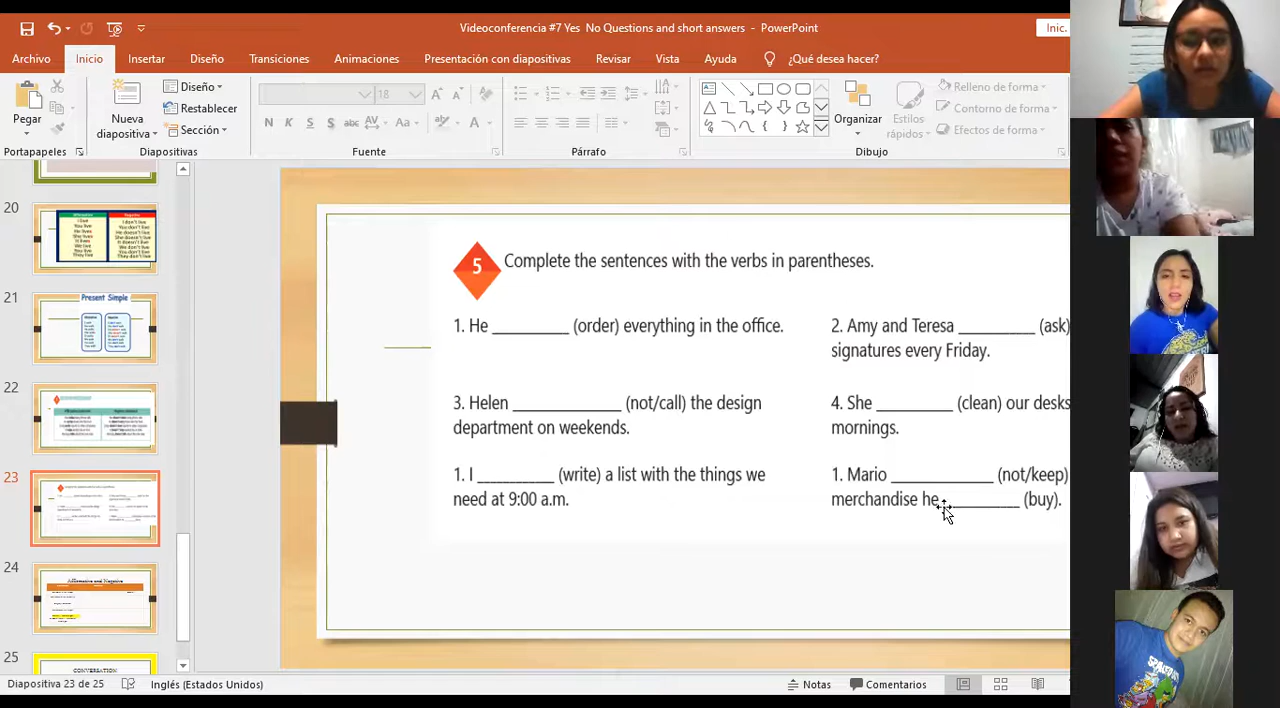 Videoconferencia #7 Yes No Questions and short answers - PowerPoint
Inic.
Archivo Inicio Insertar Diseño Transiciones Animaciones Presentación con diapositivas Revisar Vista Ayuda ¿Qué desea hacer?
Pegar
Nueva diapositiva
Diseño
Restablecer
Sección
18
N K S S abc AV Aa A
Organizar
Estilos rápidos
Relleno de forma
Contorno de forma
Efectos de forma
Portapapeles Diapositivas Fuente Párrafo Dibujo
20
21
Present Simple
22
23
24
Affirmative and Negative
25
CONVERSATION
5 Complete the sentences with the verbs in parentheses.
1. He _________ (order) everything in the office.
2. Amy and Teresa _________ (ask)
signatures every Friday.
3. Helen _____________ (not/call) the design
department on weekends.
4. She _________ (clean) our desks
mornings.
1. I _________ (write) a list with the things we
need at 9:00 a.m.
1. Mario ____________ (not/keep)
merchandise he _________ (buy).
Diapositiva 23 de 25 Inglés (Estados Unidos) Notas Comentarios